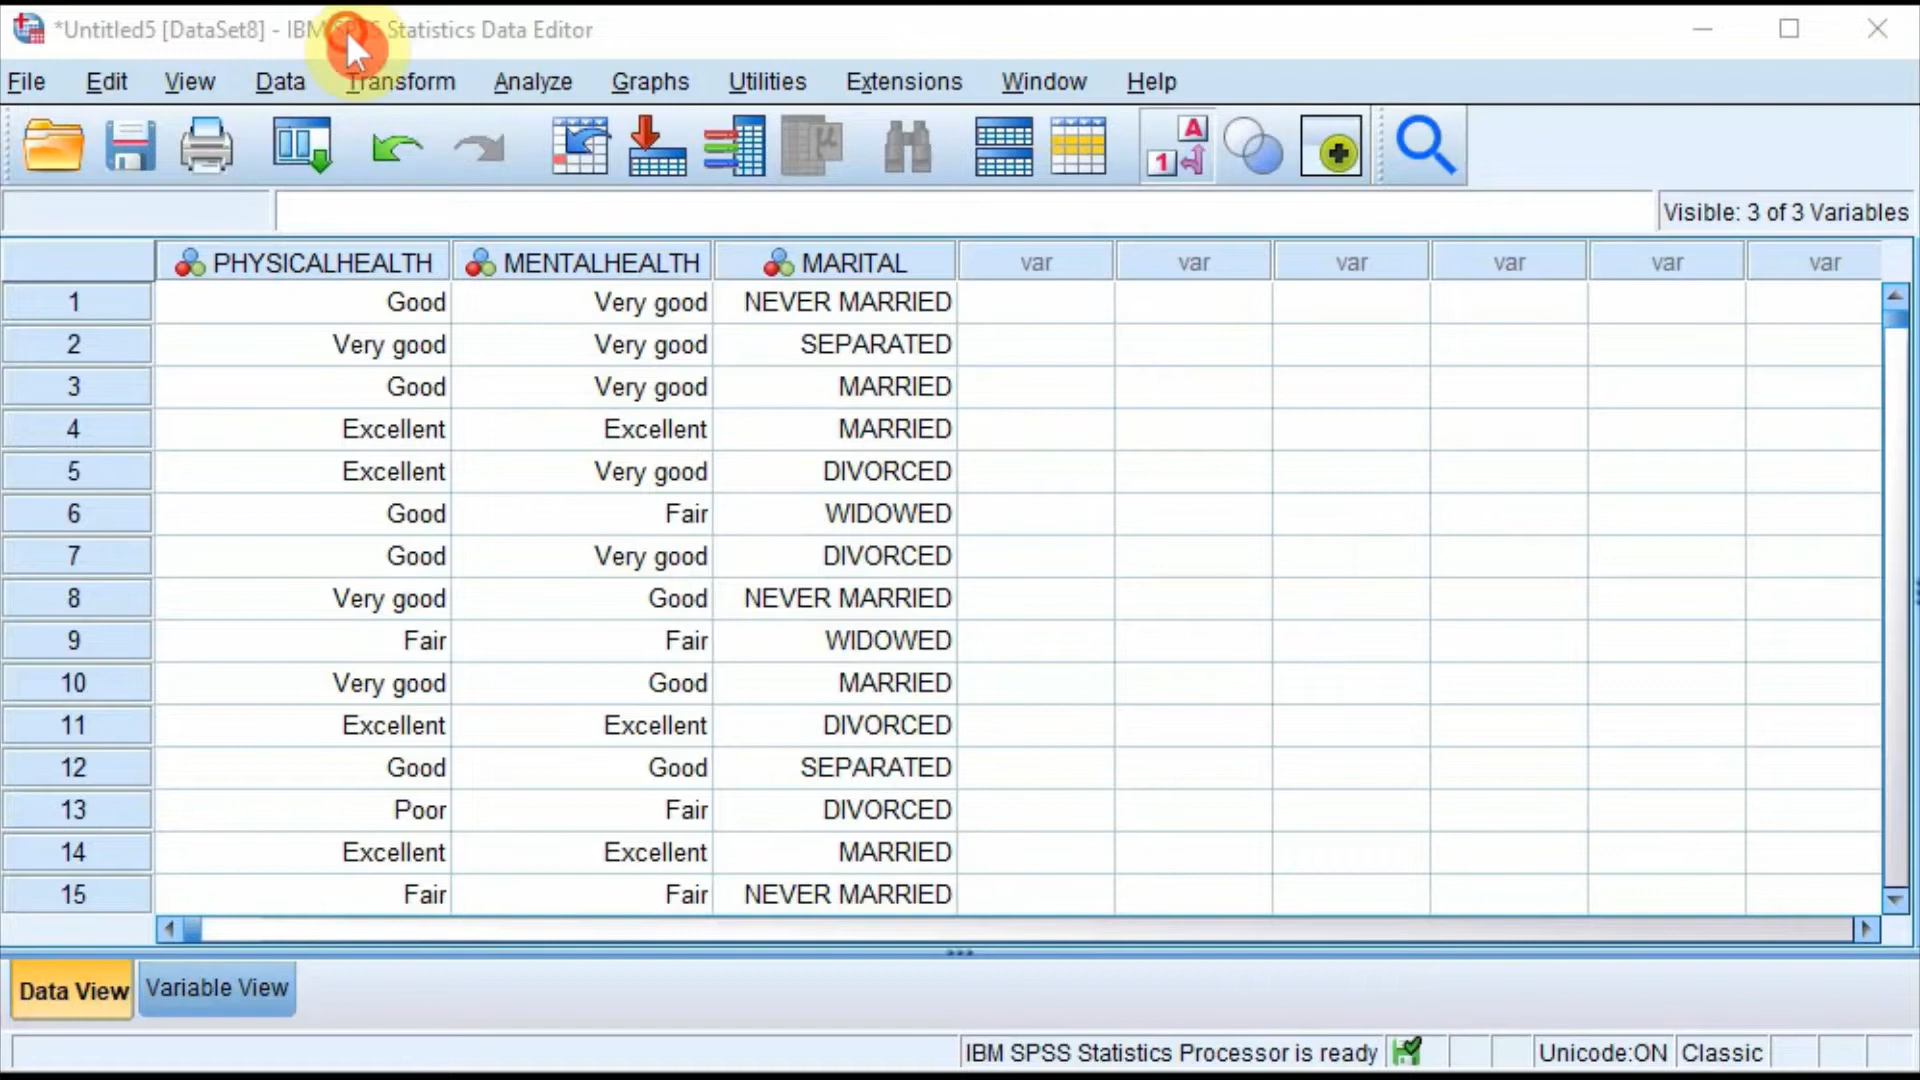 *Untitled5 [DataSet8] - IBM SPSS Statistics Data Editor
File Edit View Data Transform Analyze Graphs Utilities Extensions Window Help
A
1
Visible: 3 of 3 Variables
PHYSICALHEALTH MENTALHEALTH MARITAL var var var var var var
1 Good Very good NEVER MARRIED
2 Very good Very good SEPARATED
3 Good Very good MARRIED
4 Excellent Excellent MARRIED
5 Excellent Very good DIVORCED
6 Good Fair WIDOWED
7 Good Very good DIVORCED
8 Very good Good NEVER MARRIED
9 Fair Fair WIDOWED
10 Very good Good MARRIED
11 Excellent Excellent DIVORCED
12 Good Good SEPARATED
13 Poor Fair DIVORCED
14 Excellent Excellent MARRIED
15 Fair Fair NEVER MARRIED
Data View Variable View
IBM SPSS Statistics Processor is ready Unicode:ON Classic